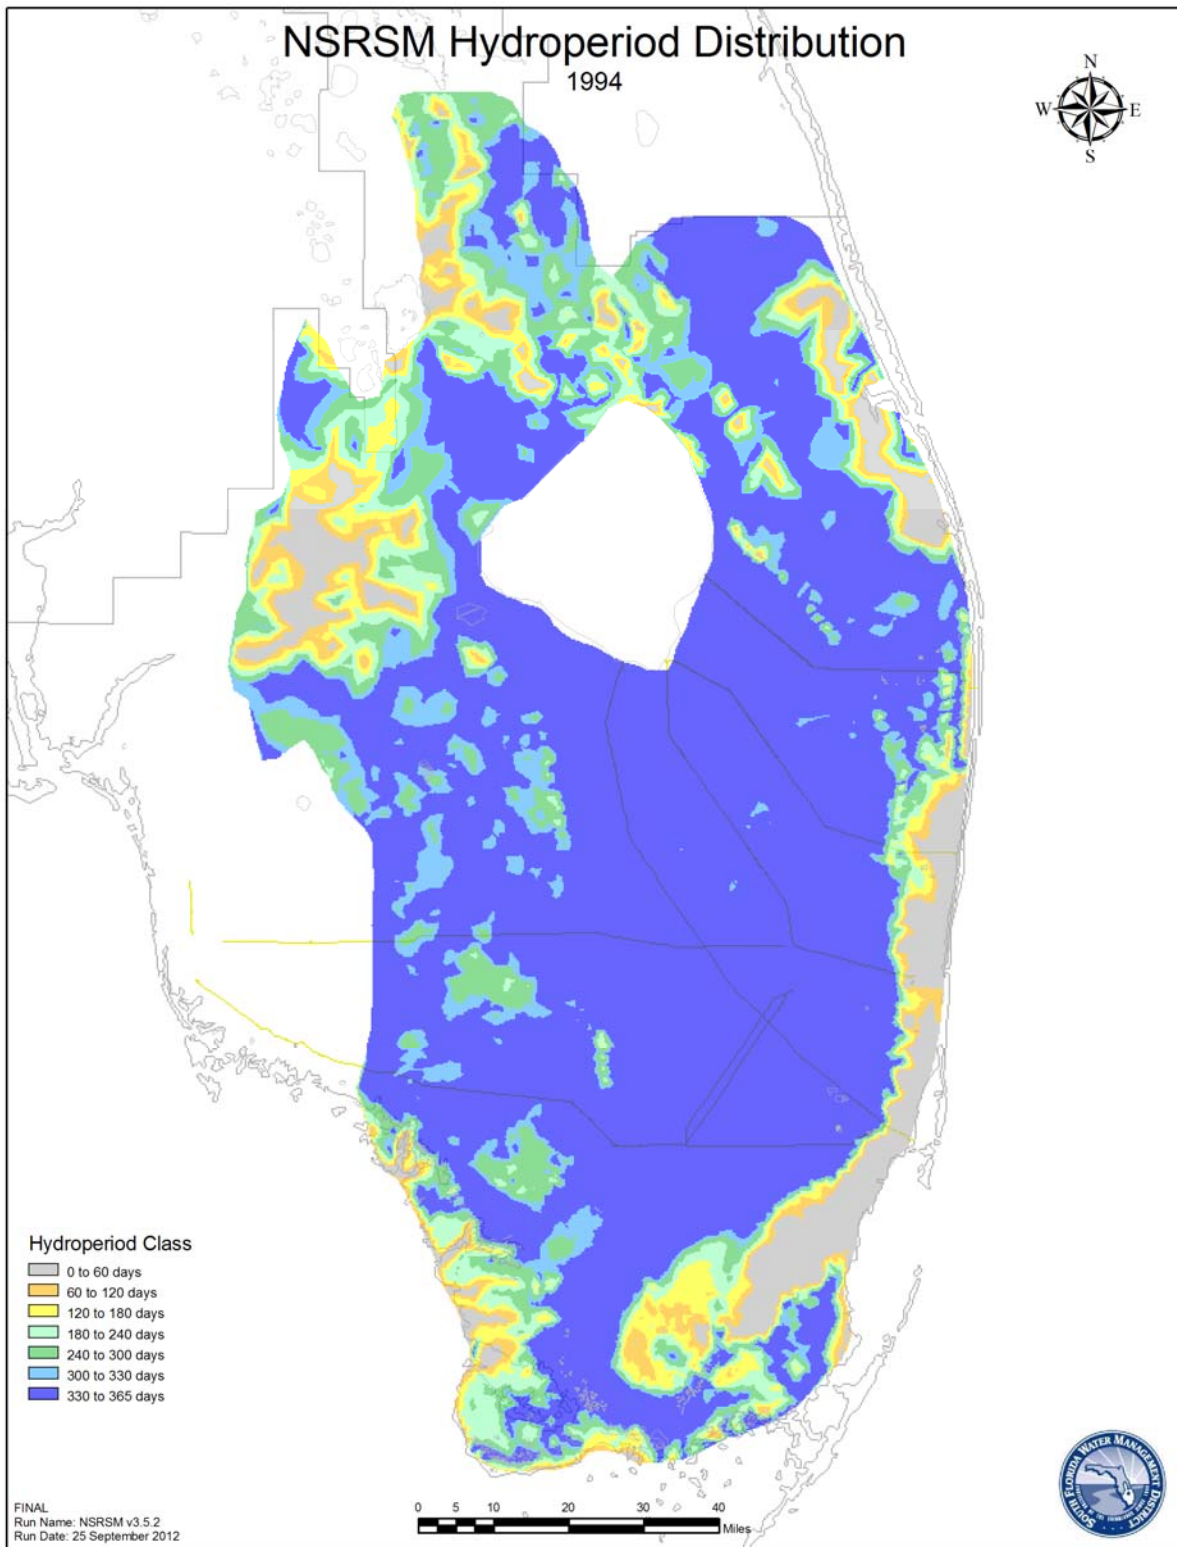 NSRSM Hydroperiod Distribution
1994
N
W E
S
Hydroperiod Class
0 to 60 days
60 to 120 days
120 to 180 days
180 to 240 days
240 to 300 days
300 to 330 days
330 to 365 days
FINAL
Run Name: NSRSM v3.5.2
Run Date: 25 September 2012
0 5 10 20 30 40
Miles
SOUTH FLORIDA WATER MANAGEMENT DISTRICT